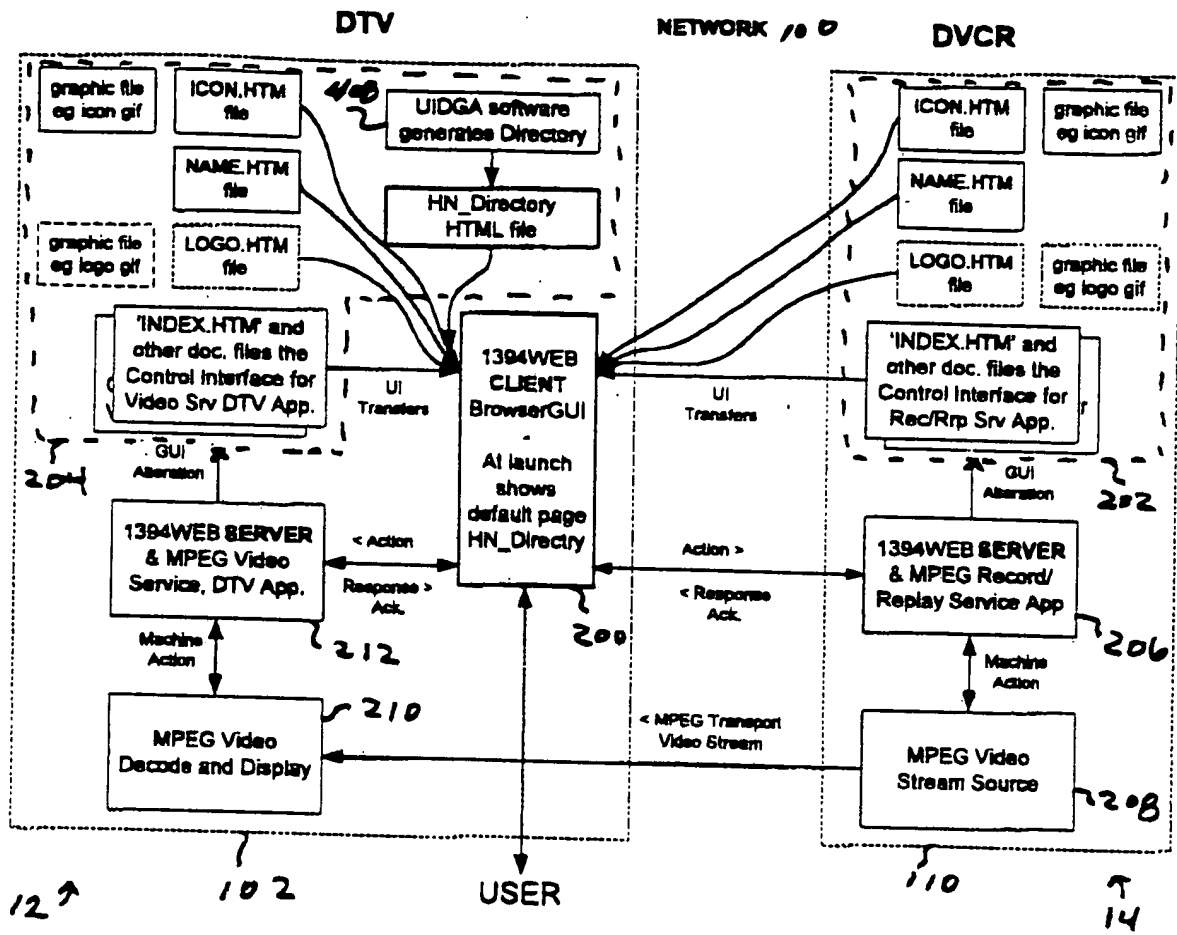 DTV
NETWORK 100
DVCR
graphic file
eg icon gif
ICON.HTM
file
408
UIDGA software
generates Directory
NAME.HTM
file
HN_Directory
HTML file
graphic file
eg logo gif
LOGO.HTM
file
'INDEX.HTM' and
other doc. files the
Control Interface for
Video Srv DTV App.
UI
Transfers
1394WEB
CLIENT
BrowserGUI
At launch
shows
default page
HN_Directry
UI
Transfers
ICON.HTM
file
graphic file
eg icon gif
NAME.HTM
file
LOGO.HTM
file
graphic file
eg logo gif
'INDEX.HTM' and
other doc. files the
Control Interface for
Rec/Rrp Srv App.
204
GUI
Alteration
202
GUI
Alteration
1394WEB SERVER
& MPEG Video
Service, DTV App.
< Action
Response >
Ack.
Action >
< Response
Ack.
1394WEB SERVER
& MPEG Record/
Replay Service App
212
200
206
Machine
Action
Machine
Action
210
MPEG Video
Decode and Display
< MPEG Transport
Video Stream
MPEG Video
Stream Source
208
12
102
USER
110
14